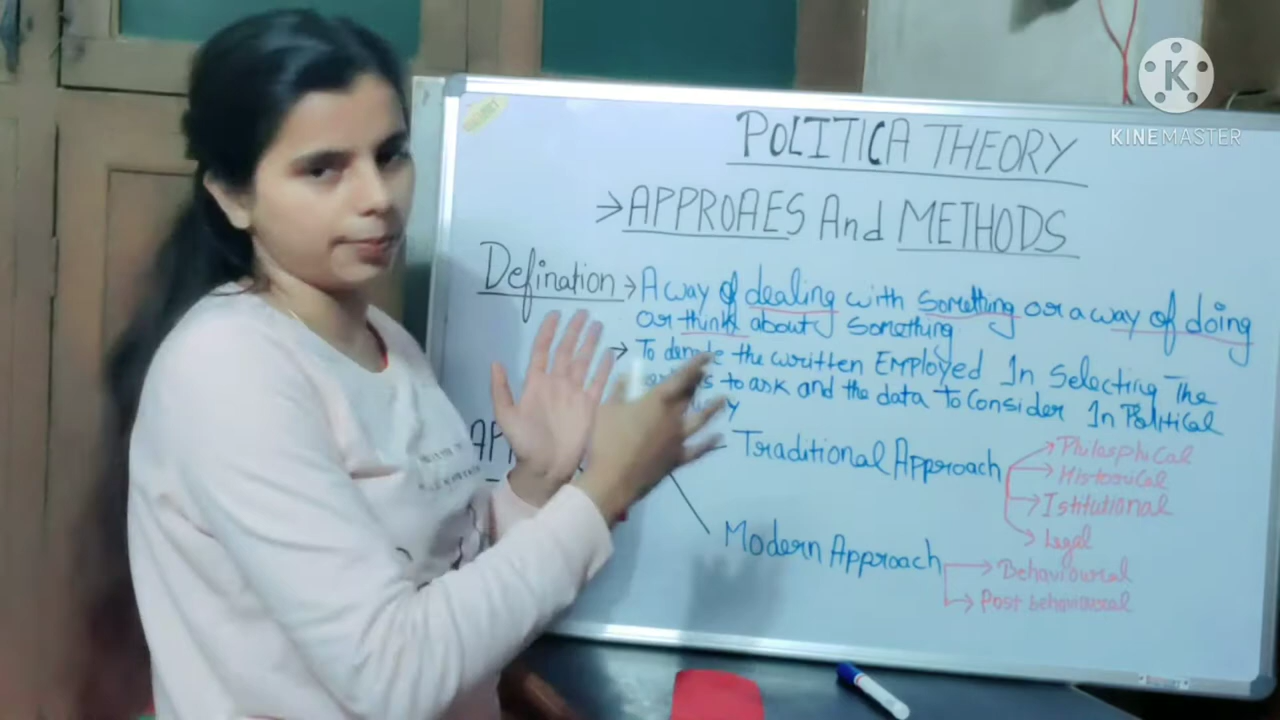 POLITICA THEORY
→ APPROAES And METHODS
Defination → A way of dealing with something or a way of doing
or think about something
→ To denote the written EMPLOYED In Selecting The
to ask and the data To Consider In Political
Traditional Approach
→ Philosphical
→ Historical
→ Istitutional
→ Legal
Modern Approach
→ Behavioural
→ Post behavioural
K
KINEMASTER